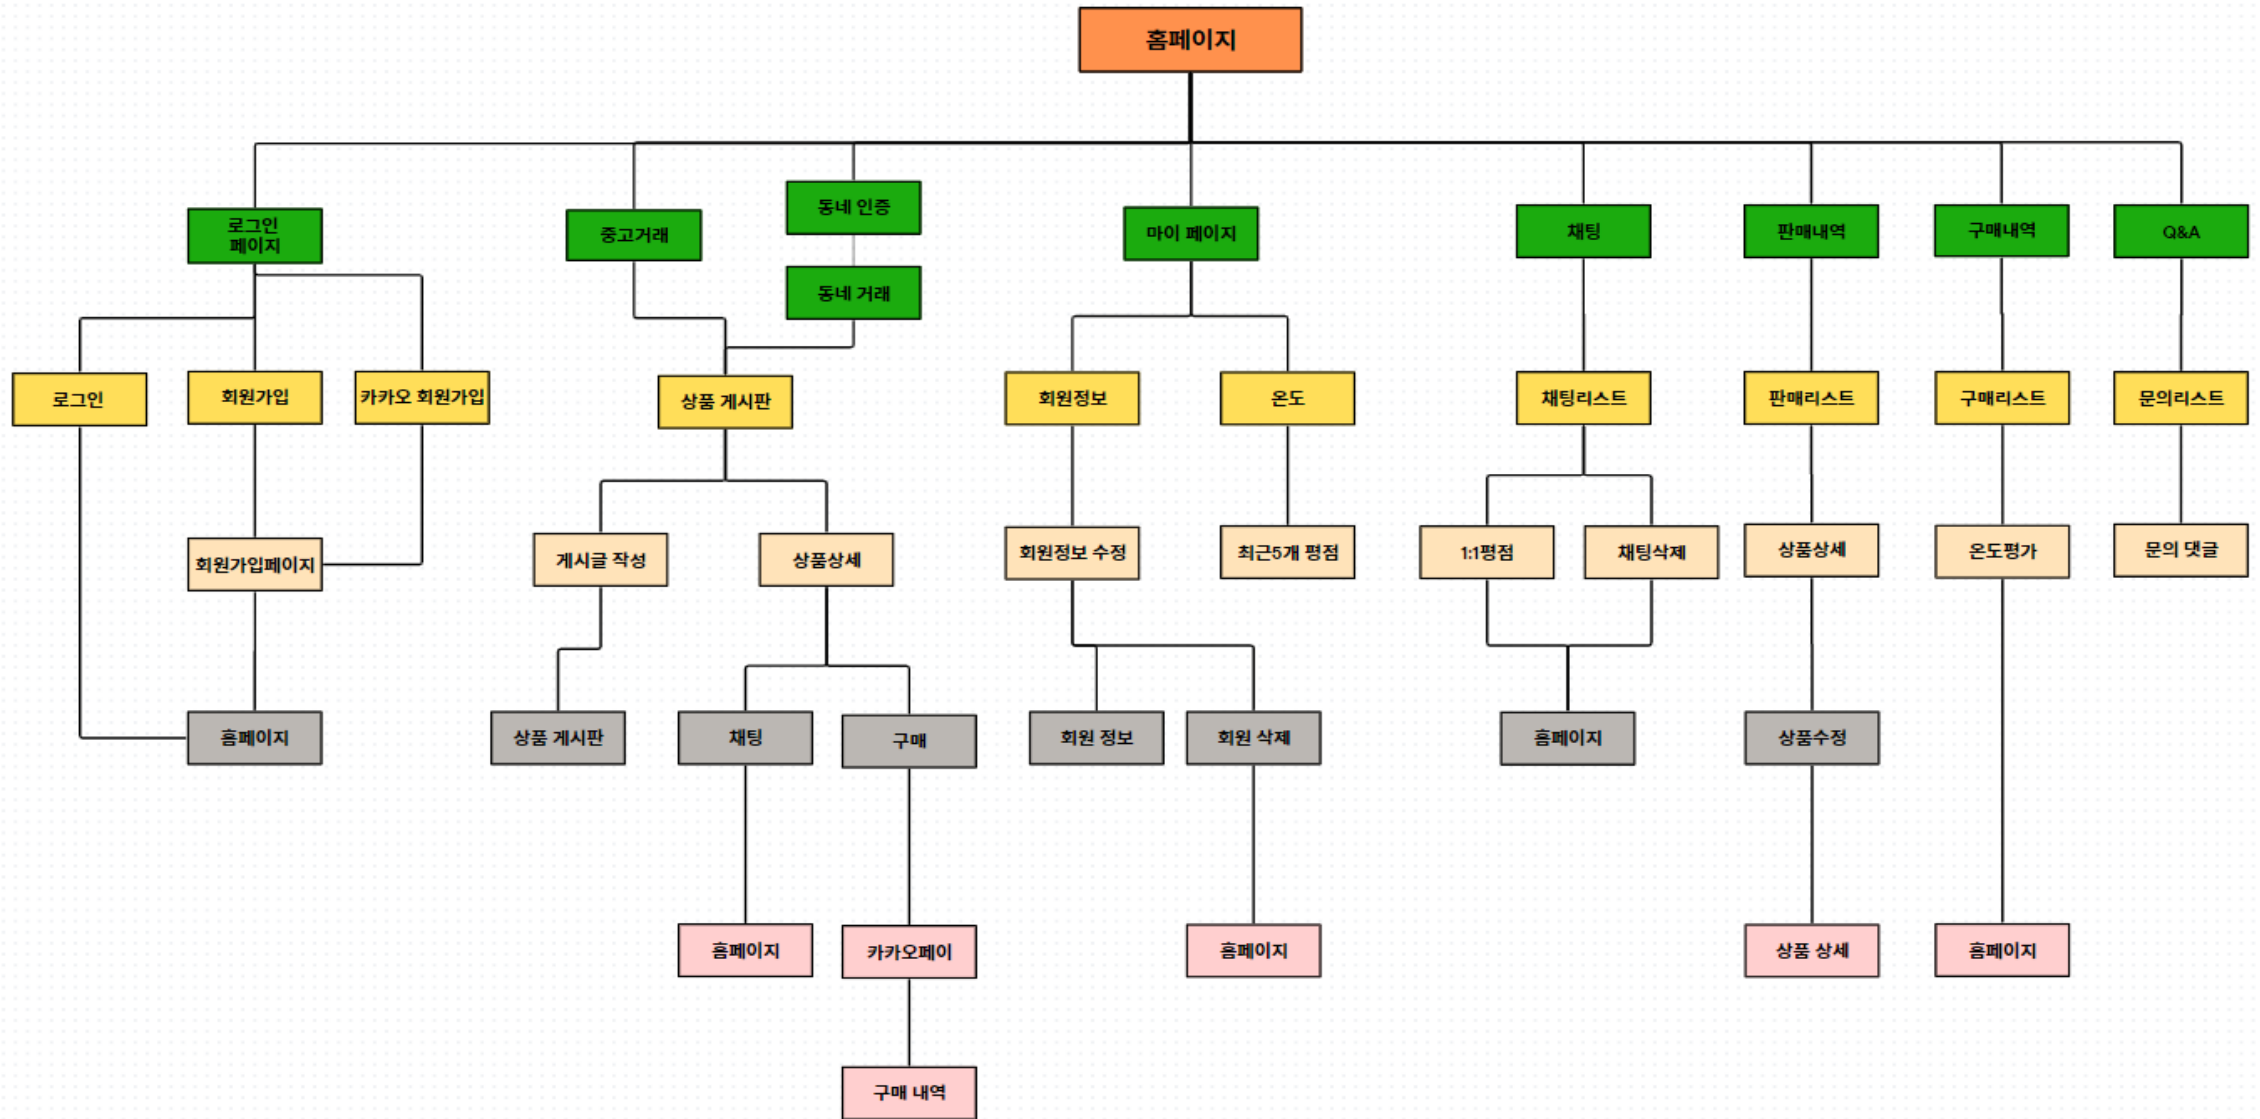 홈페이지
로그인
페이지
중고거래
동네 인증
동네 거래
마이 페이지
채팅
판매내역
구매내역
Q&A
로그인
회원가입
카카오 회원가입
상품 게시판
회원정보
온도
채팅리스트
판매리스트
구매리스트
문의리스트
회원가입페이지
게시글 작성
상품상세
회원정보 수정
최근5개 평점
1:1평점
채팅삭제
상품상세
온도평가
문의 댓글
홈페이지
상품 게시판
채팅
구매
회원 정보
회원 삭제
홈페이지
상품수정
홈페이지
카카오페이
홈페이지
상품 상세
홈페이지
구매 내역